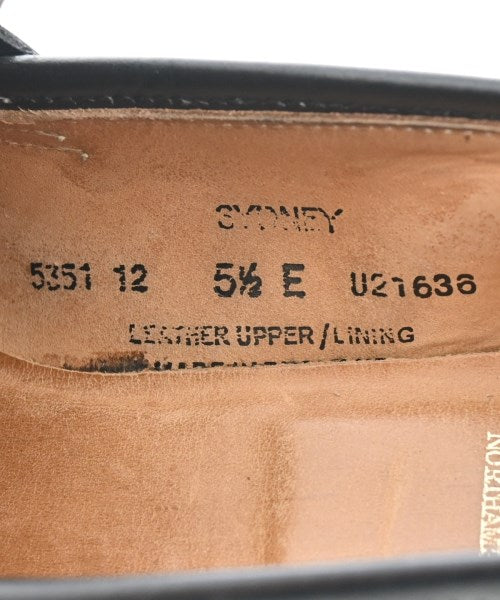 SYDNEY
5351 12 5½ E U21636
LEATHER UPPER/LINING